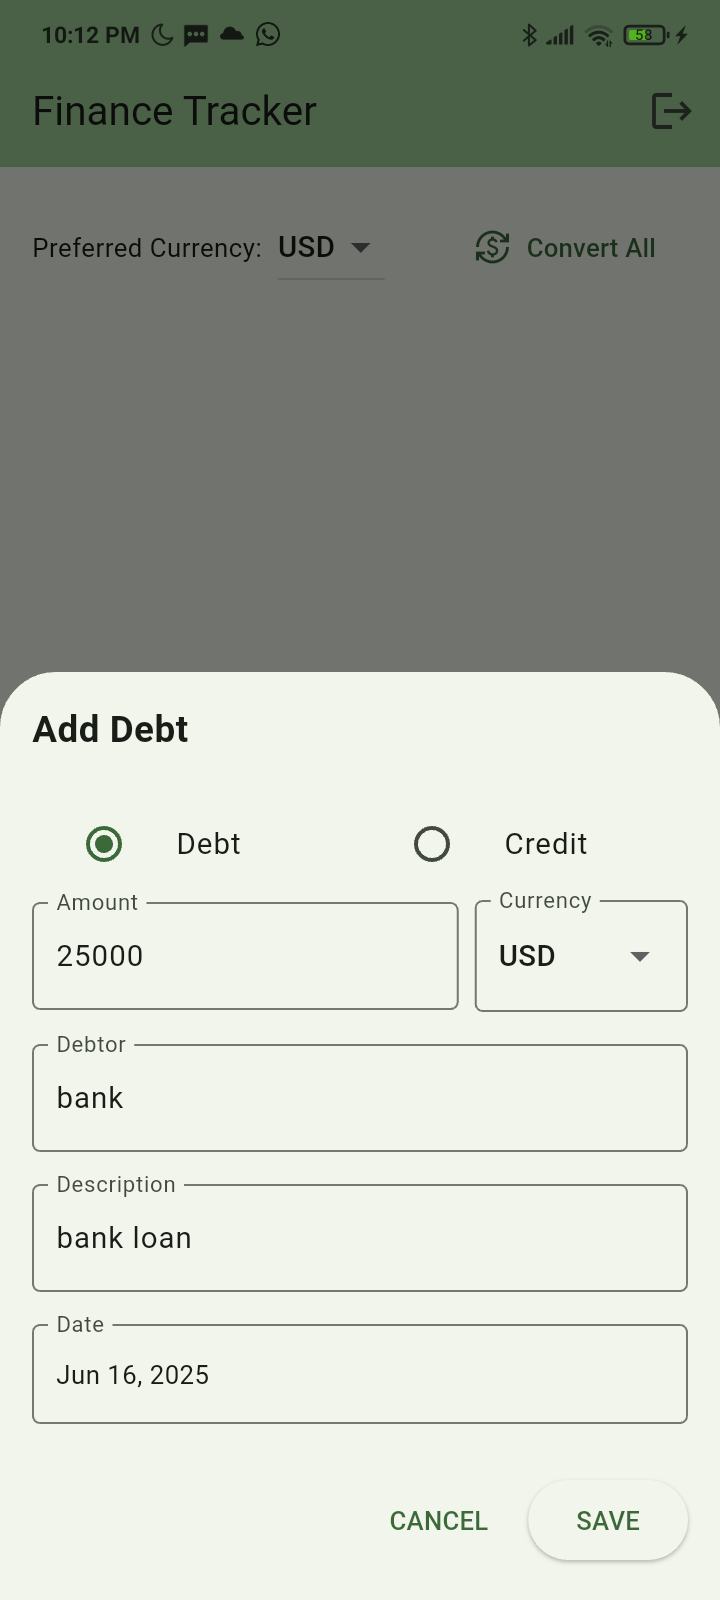 10:12 PM 58
Finance Tracker
Preferred Currency: USD Convert All
Add Debt
Debt Credit
Amount Currency
25000 USD
Debtor
bank
Description
bank loan
Date
Jun 16, 2025
CANCEL SAVE